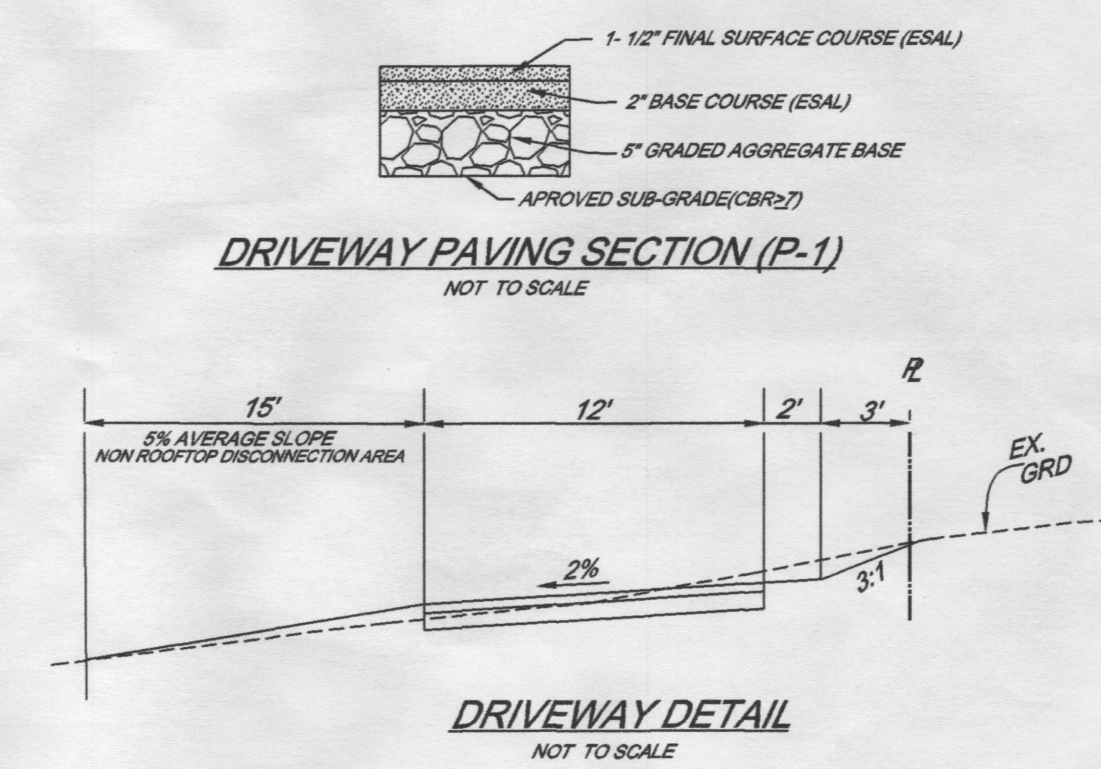 1- 1/2" FINAL SURFACE COURSE (ESAL)
2" BASE COURSE (ESAL)
5" GRADED AGGREGATE BASE
APROVED SUB-GRADE(CBR≥7)
DRIVEWAY PAVING SECTION (P-1)
NOT TO SCALE
℄
15'
12'
2'
3'
5% AVERAGE SLOPE
NON ROOFTOP DISCONNECTION AREA
EX.
GRD
2%
3:1
DRIVEWAY DETAIL
NOT TO SCALE